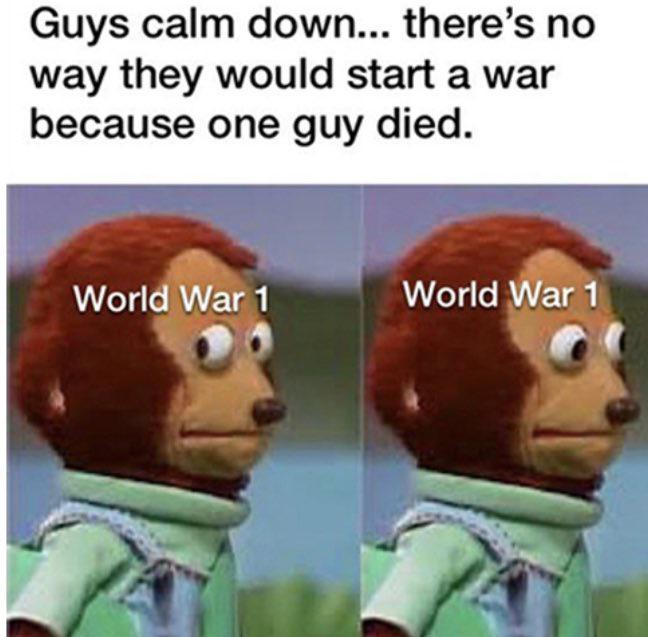 Guys calm down... there’s no
way they would start a war
because one guy died.
World War 1
World War 1